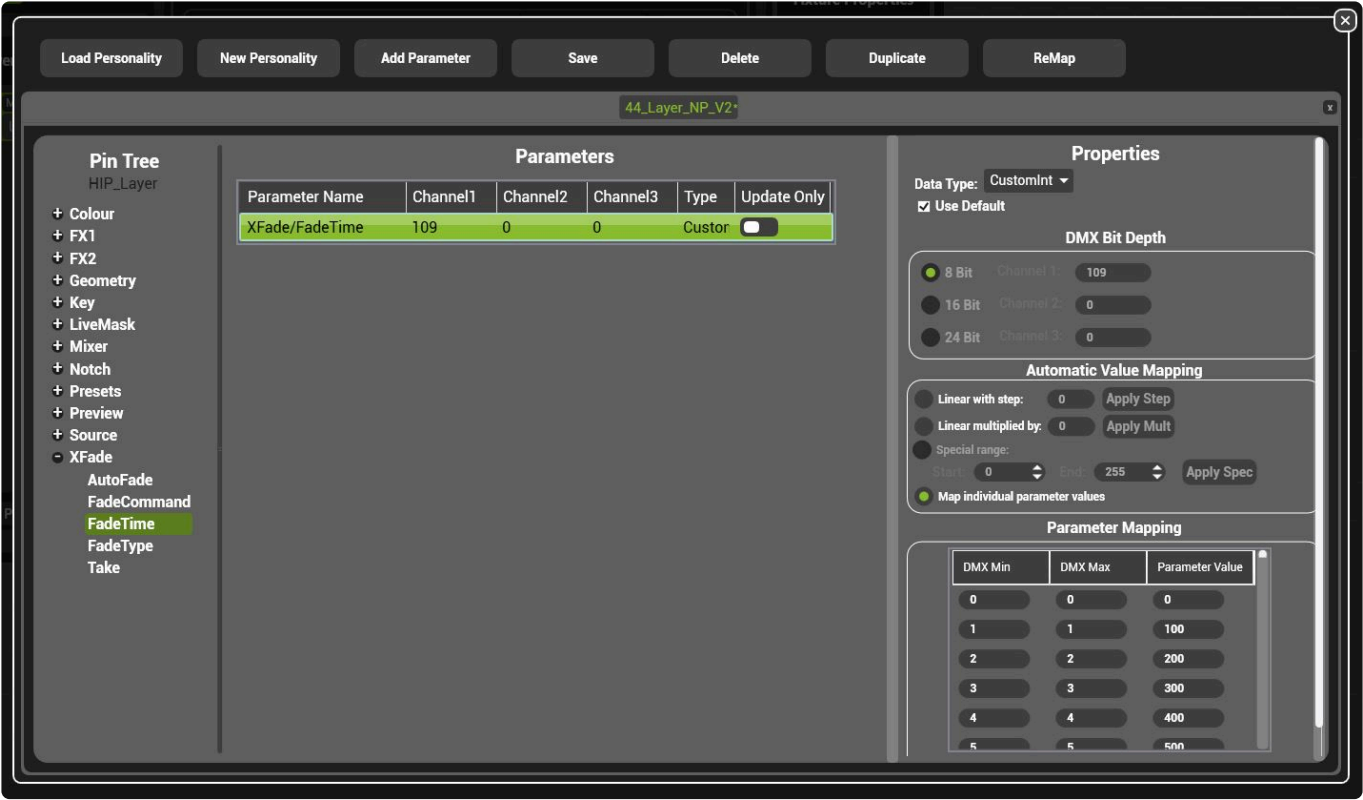 Fixture Properties
Load Personality New Personality Add Parameter Save Delete Duplicate ReMap
44_Layer_NP_V2*
x
Pin Tree
HIP_Layer
+ Colour
+ FX1
+ FX2
+ Geometry
+ Key
+ LiveMask
+ Mixer
+ Notch
+ Presets
+ Preview
+ Source
- XFade
AutoFade
FadeCommand
FadeTime
FadeType
Take
Parameters
Parameter Name Channel1 Channel2 Channel3 Type Update Only
XFade/FadeTime 109 0 0 Custor
Properties
Data Type: CustomInt
Use Default
DMX Bit Depth
8 Bit Channel 1: 109
16 Bit Channel 2: 0
24 Bit Channel 3: 0
Automatic Value Mapping
Linear with step: 0 Apply Step
Linear multiplied by: 0 Apply Mult
Special range:
Start: 0 End: 255 Apply Spec
Map individual parameter values
Parameter Mapping
DMX Min DMX Max Parameter Value
0 0 0
1 1 100
2 2 200
3 3 300
4 4 400
5 5 500